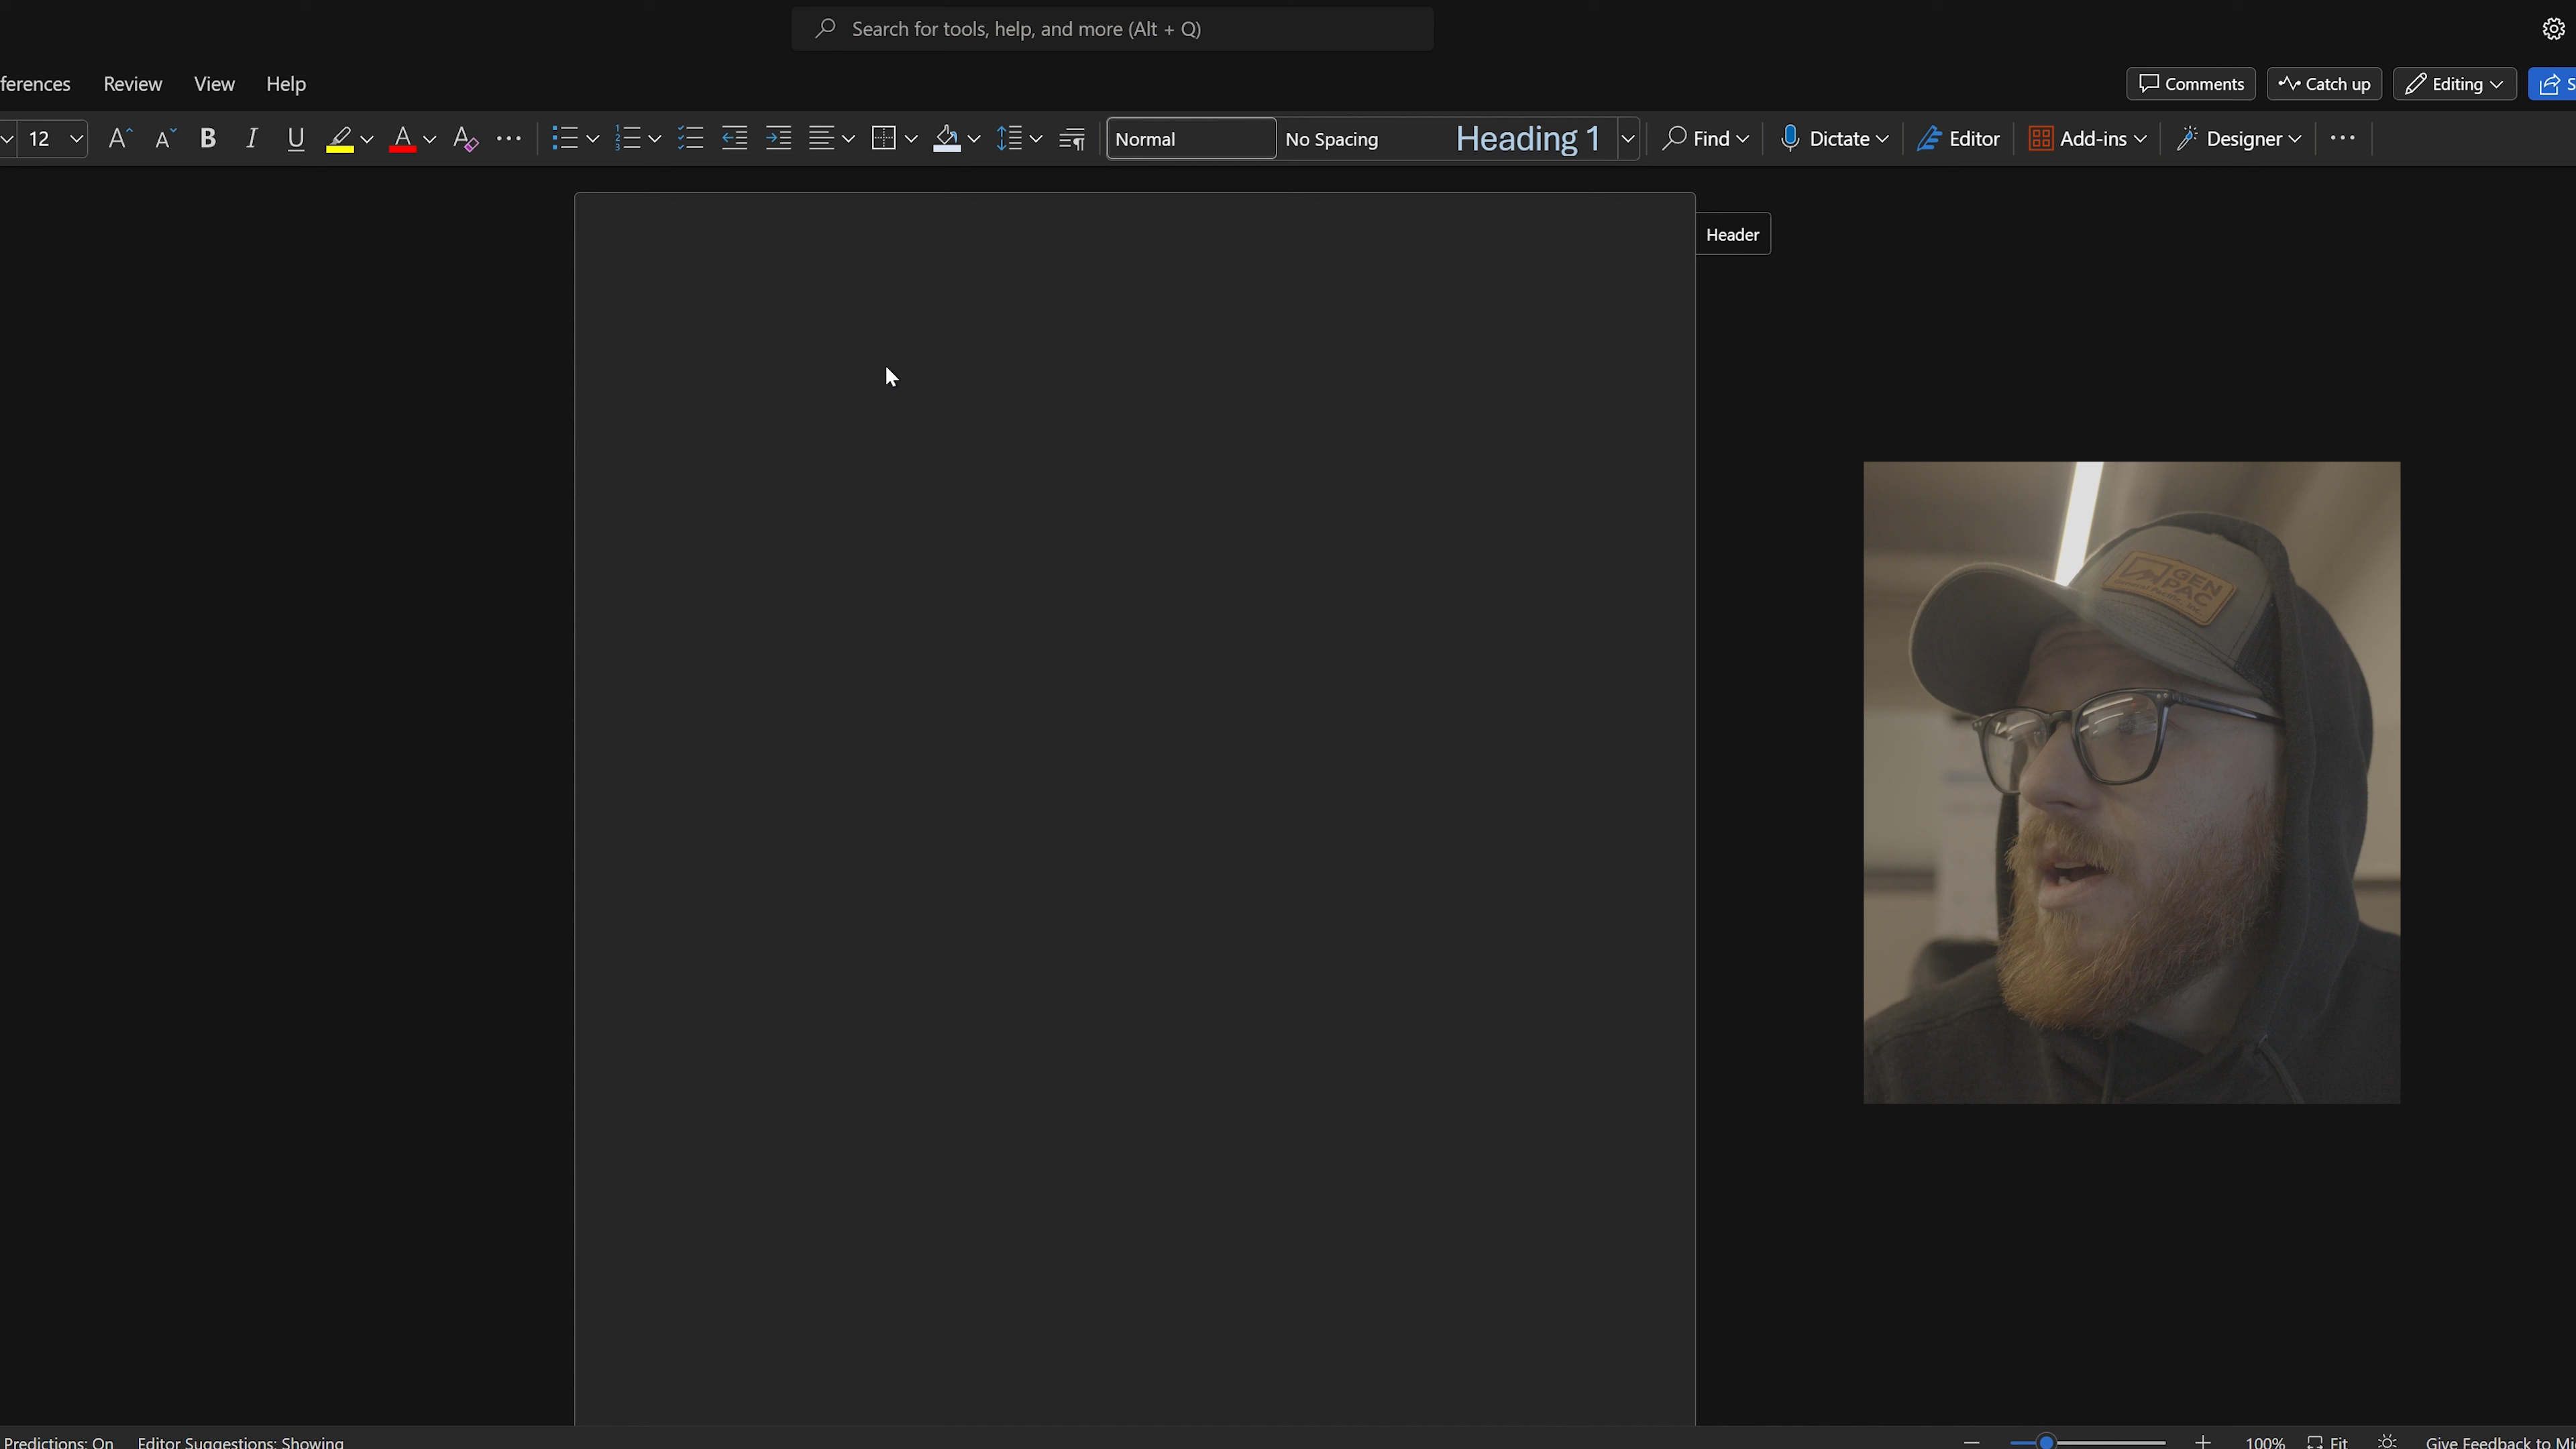 Search for tools, help, and more (Alt + Q)
ferences Review View Help
Comments Catch up Editing S
12 Normal No Spacing Heading 1 Find Dictate Editor Add-ins Designer
Header
GEN
PAC
Predictions: On Editor Suggestions: Showing 100% Fit Give Feedback to Mi